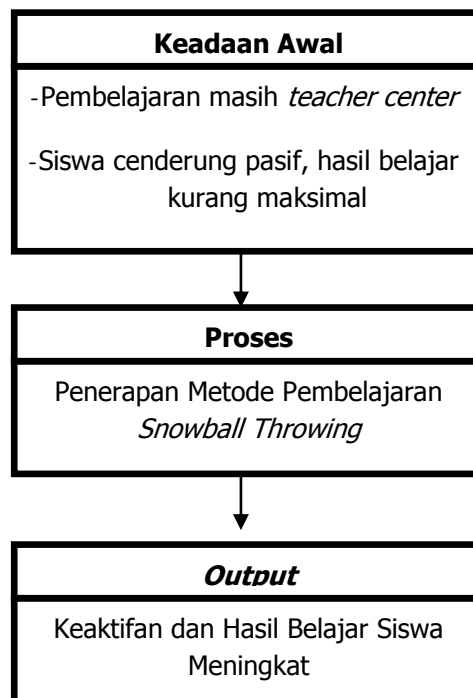 Keadaan Awal
-Pembelajaran masih teacher center
-Siswa cenderung pasif, hasil belajar
kurang maksimal
Proses
Penerapan Metode Pembelajaran
Snowball Throwing
Output
Keaktifan dan Hasil Belajar Siswa
Meningkat